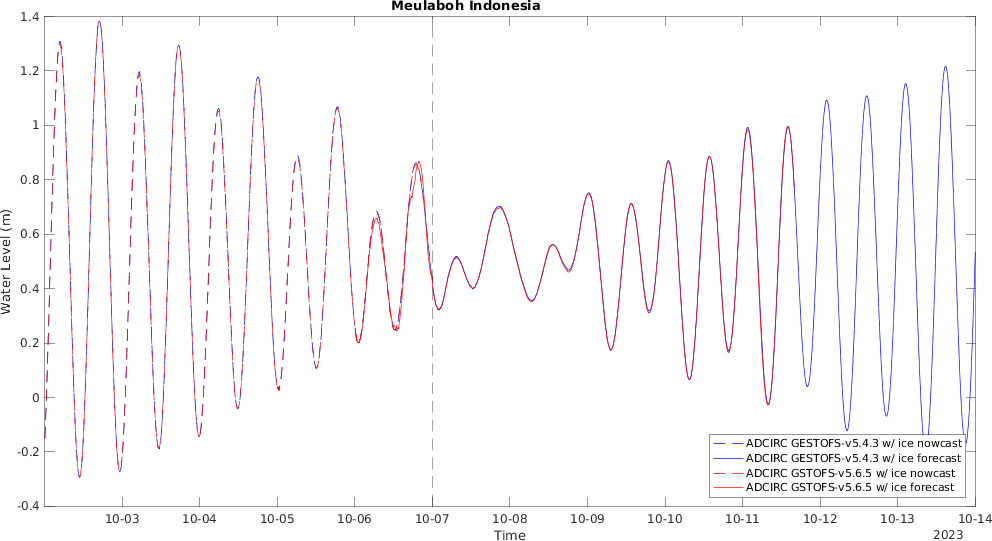 Meulaboh Indonesia
1.4
1.2
1
0.8
0.6
0.4
0.2
0
-0.2
-0.4
Water Level (m)
ADCIRC GESTOFS-v5.4.3 w/ ice nowcast
ADCIRC GESTOFS-v5.4.3 w/ ice forecast
ADCIRC GSTOFS-v5.6.5 w/ ice nowcast
ADCIRC GSTOFS-v5.6.5 w/ ice forecast
10-03 10-04 10-05 10-06 10-07 10-08 10-09 10-10 10-11 10-12 10-13 10-14
Time
2023